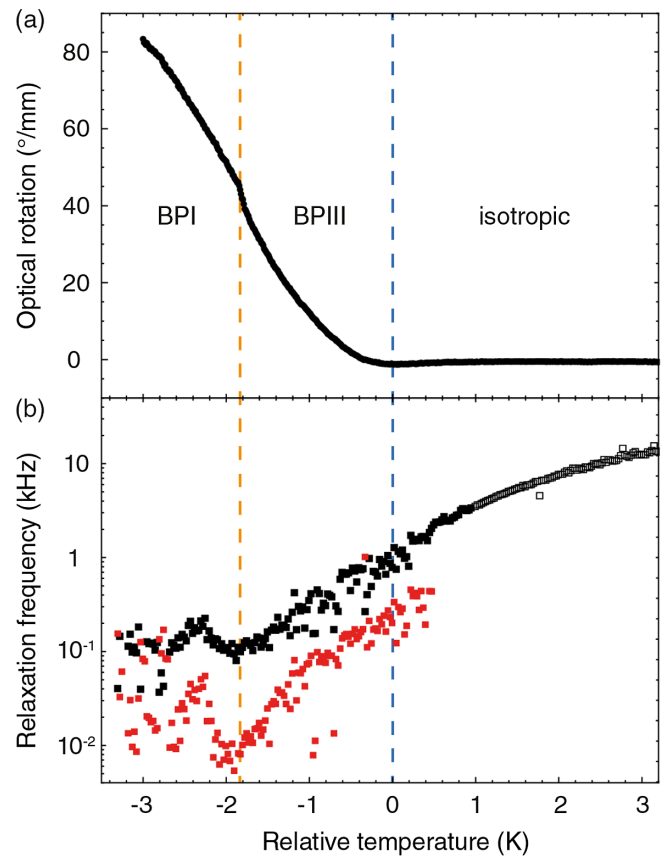 (a)
80
60
40
20
0
Optical rotation (°/mm)
BPI
BPIII
isotropic
(b)
10
1
10⁻¹
10⁻²
Relaxation frequency (kHz)
-3
-2
-1
0
1
2
3
Relative temperature (K)